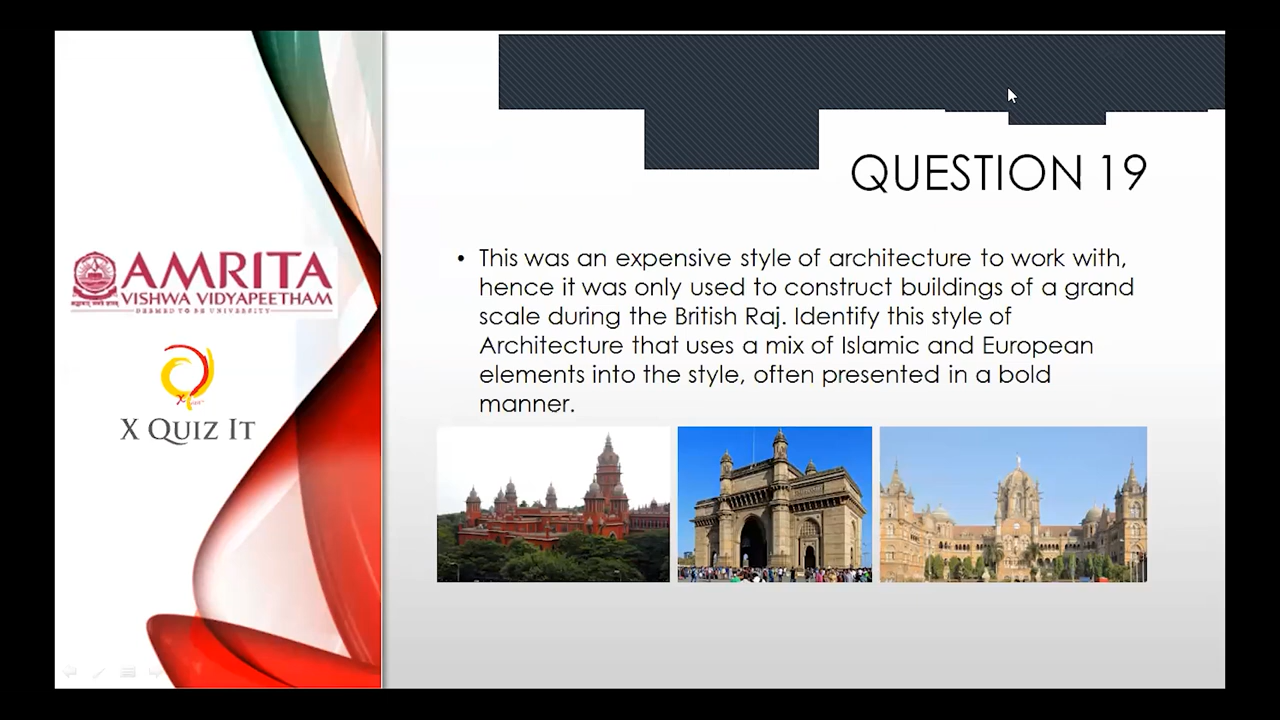 AMRITA
VISHWA VIDYAPEETHAM
DEEMED TO BE UNIVERSITY
X QUIZ IT
QUESTION 19
• This was an expensive style of architecture to work with,
hence it was only used to construct buildings of a grand
scale during the British Raj. Identify this style of
Architecture that uses a mix of Islamic and European
elements into the style, often presented in a bold
manner.